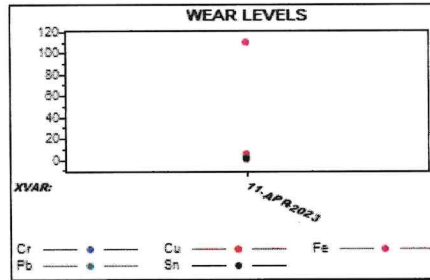 WEAR LEVELS
120
100
80
60
40
20
0
XVAR:
11-APR-2023
Cr Cu Fe
Pb Sn